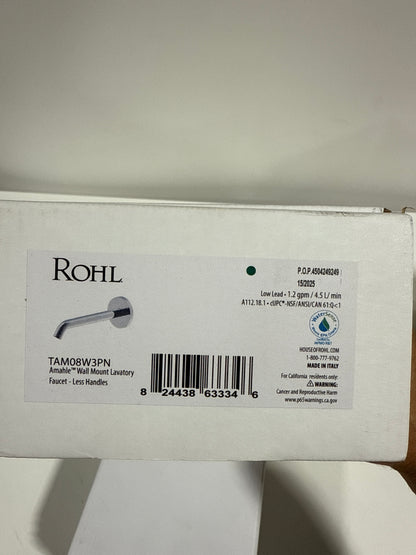 ROHL
P.O.P.4504249249
15/2025
Low Lead • 1.2 gpm / 4.5 L/ min
A112.18.1 • cUPC®-NSF/ANSI/CAN 61:Q<1
WaterSense
HOUSEOFROHL.COM
1-800-777-9762
MADE IN ITALY
TAM08W3PN
Amahle™ Wall Mount Lavatory
Faucet - Less Handles
8 24438 63334 6
For California residents only.
WARNING:
Cancer and Reproductive Harm
www.p65warnings.ca.gov